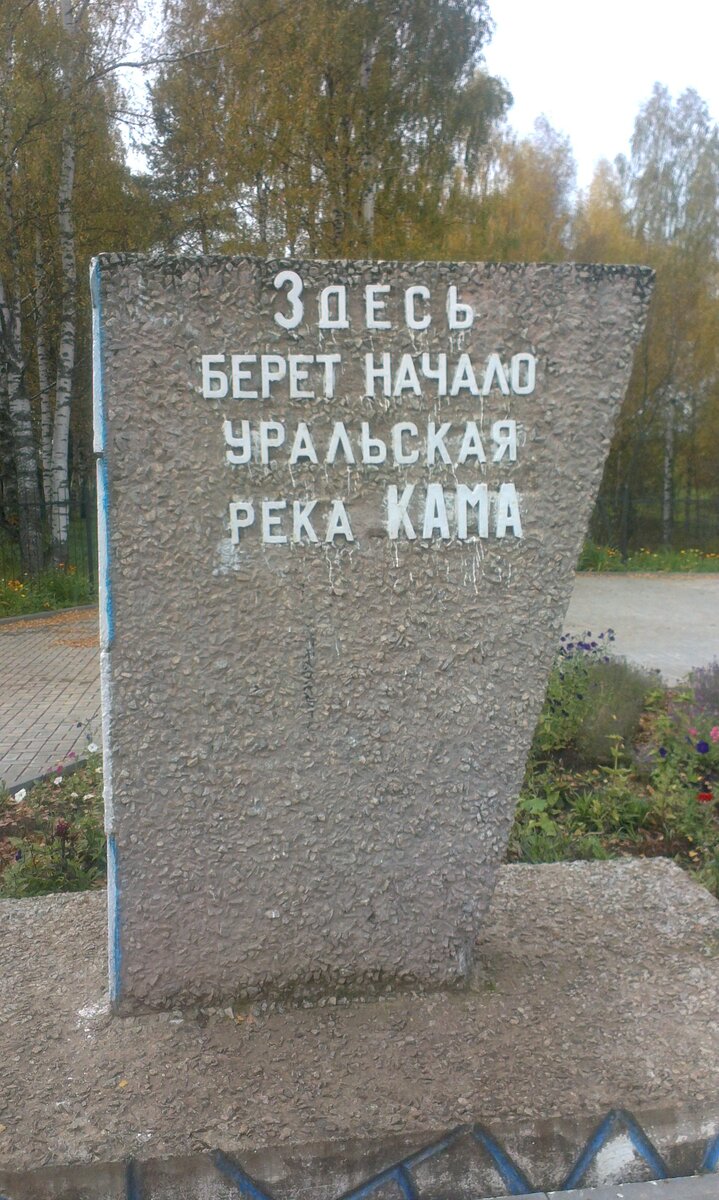 Здесь
берет начало
уральская
река КАМА